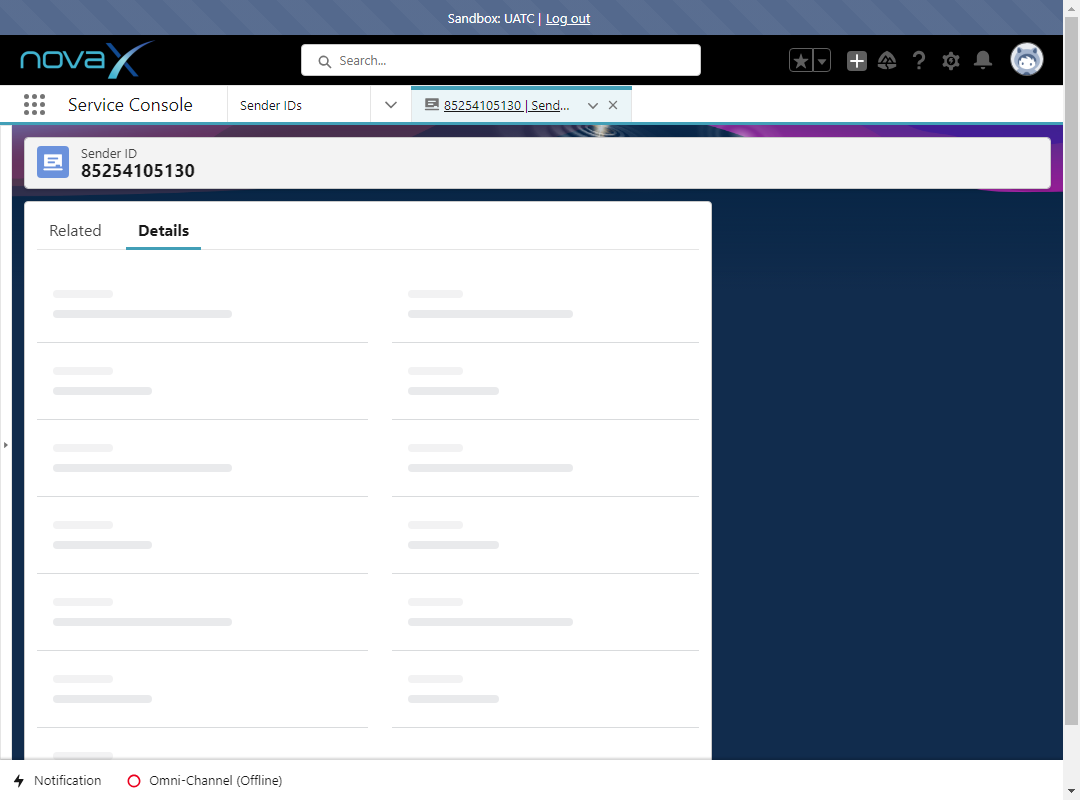 Sandbox: UATC | Log out
novaX
Search...
Service Console
Sender IDs
85254105130 | Send...
Sender ID
85254105130
Related
Details
Notification
Omni-Channel (Offline)